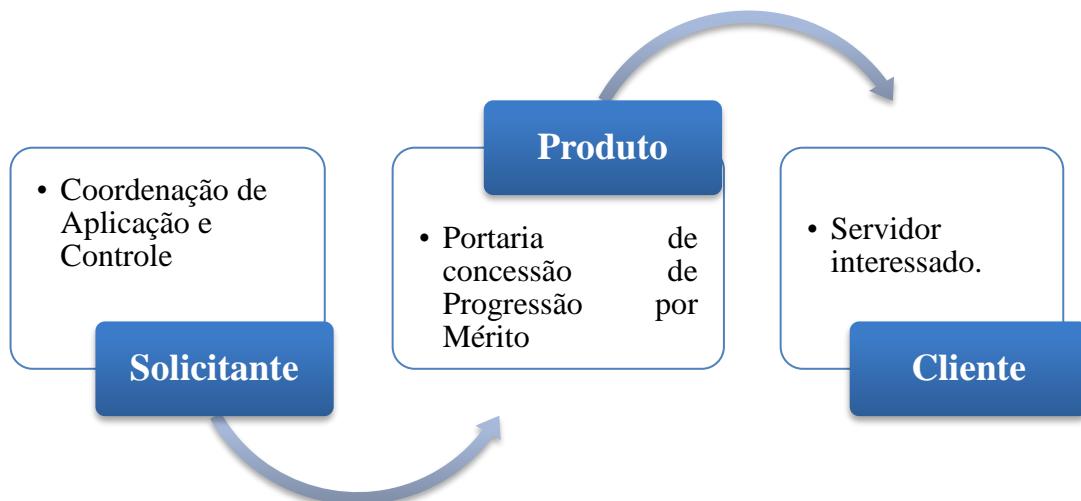 • Coordenação de
Aplicação e
Controle
Solicitante
Produto
• Portaria de
concessão de
Progressão por
Mérito
• Servidor
interessado.
Cliente